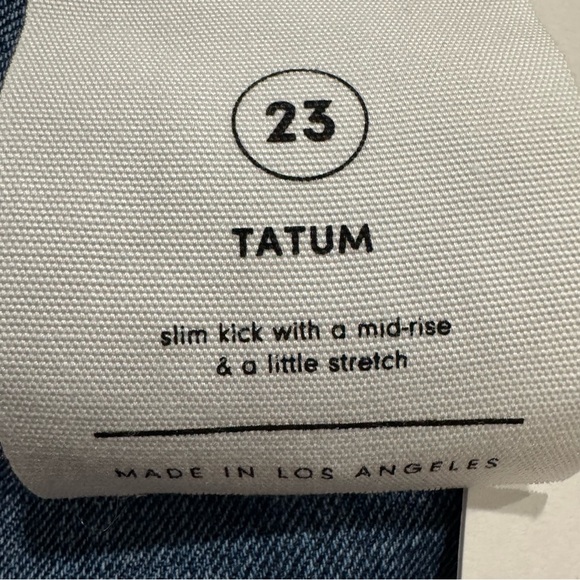 23
TATUM
slim kick with a mid-rise
& a little stretch
MADE IN LOS ANGELES